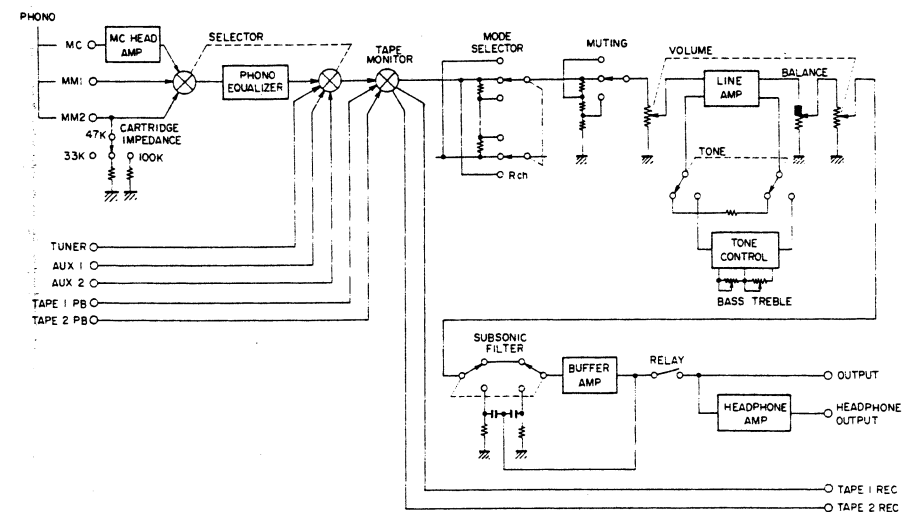 PHONO
MC
MC HEAD
AMP
SELECTOR
MM1
MM2
PHONO
EQUALIZER
TAPE
MONITOR
47K
CARTRIDGE
IMPEDANCE
33K
100K
MODE
SELECTOR
Rch
MUTING
VOLUME
LINE
AMP
BALANCE
TONE
TONE
CONTROL
BASS TREBLE
TUNER
AUX 1
AUX 2
TAPE 1 PB
TAPE 2 PB
SUBSONIC
FILTER
BUFFER
AMP
RELAY
OUTPUT
HEADPHONE
AMP
HEADPHONE
OUTPUT
TAPE 1 REC
TAPE 2 REC